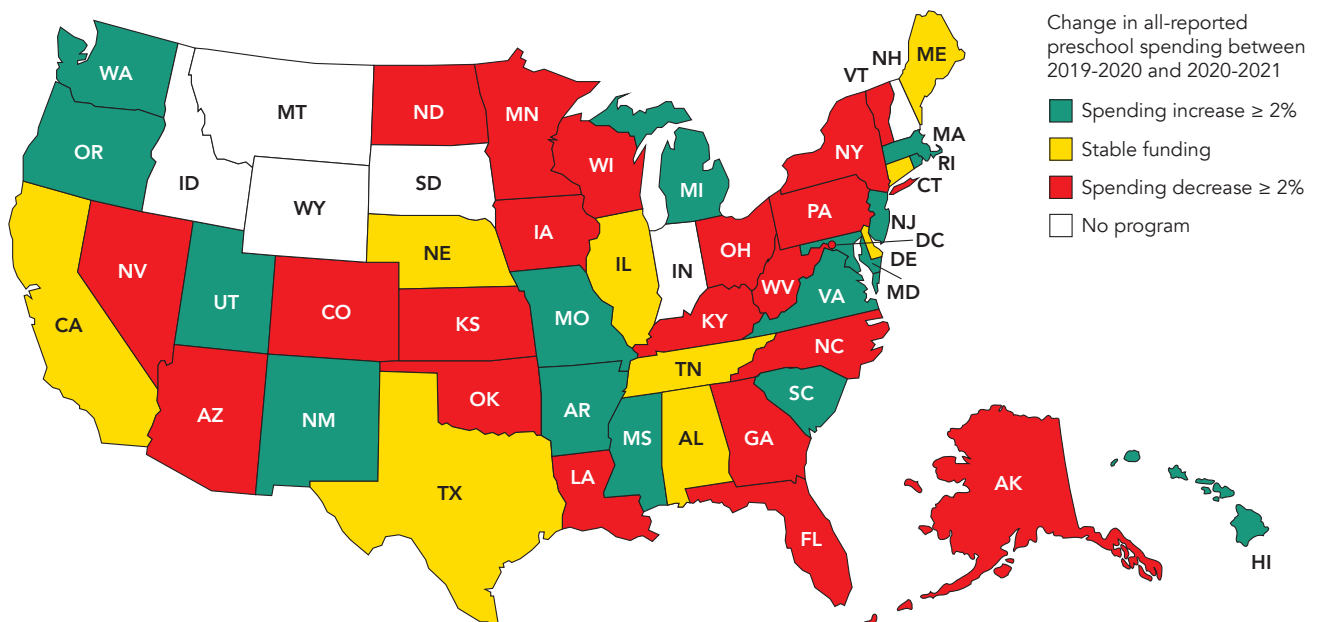 Change in all-reported
preschool spending between
2019-2020 and 2020-2021
Spending increase ≥ 2%
Stable funding
Spending decrease ≥ 2%
No program
WA
MT
ND
MN
OR
ID
WY
SD
WI
MI
NY
VT
NH
ME
MA
RI
CT
NV
UT
CO
NE
KS
IA
MO
IL
IN
OH
PA
NJ
DC
DE
MD
WV
VA
KY
CA
AZ
NM
OK
AR
TN
NC
SC
TX
LA
MS
AL
GA
FL
AK
HI